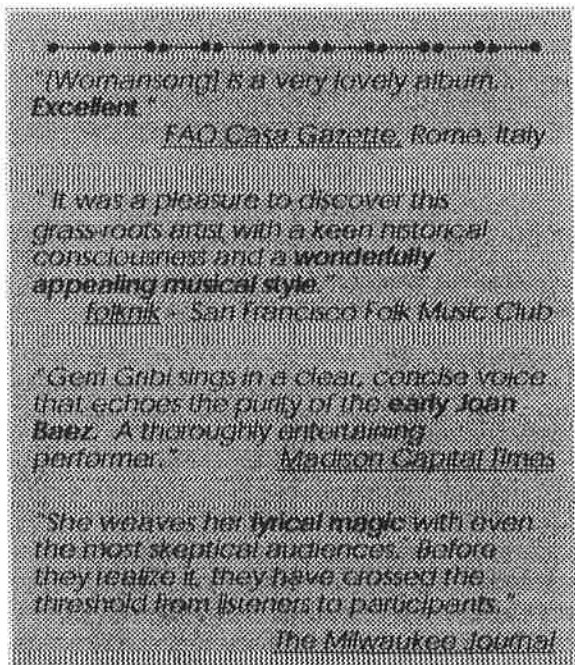 "[Womansong] is a very lovely album...
Excellent."
FAO Casa Gazette, Rome, Italy
" It was a pleasure to discover this
grass-roots artist with a keen historical
consciousness and a wonderfully
appealing musical style."
folknik - San Francisco Folk Music Club
"Gerri Gribi sings in a clear, concise voice
that echoes the purity of the early Joan
Baez. A thoroughly entertaining
performer." Madison Capital Times
"She weaves her lyrical magic with even
the most skeptical audiences. Before
they realize it, they have crossed the
threshold from listeners to participants."
The Milwaukee Journal